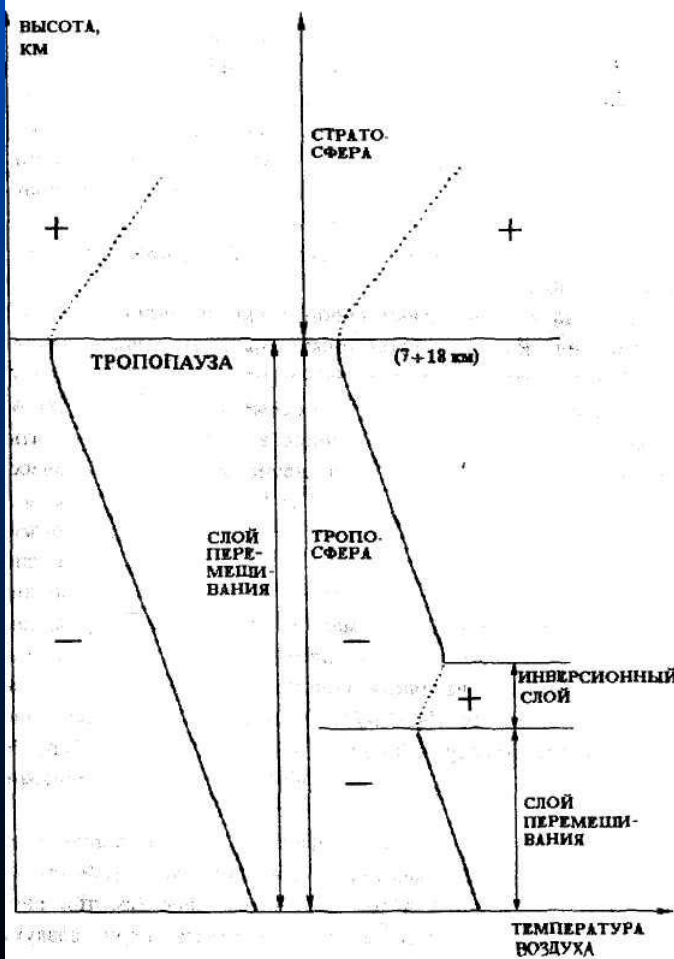 ВЫСОТА,
КМ
СТРАТО-
СФЕРА
+
+
ТРОПОПАУЗА
(7÷18 км)
СЛОЙ
ПЕРЕ-
МЕШИ-
ВАНИЯ
ТРОПО-
СФЕРА
—
—
ИНВЕРСИОННЫЙ
СЛОЙ
+
—
СЛОЙ
ПЕРЕМЕШИ-
ВАНИЯ
ТЕМПЕРАТУРА
ВОЗДУХА